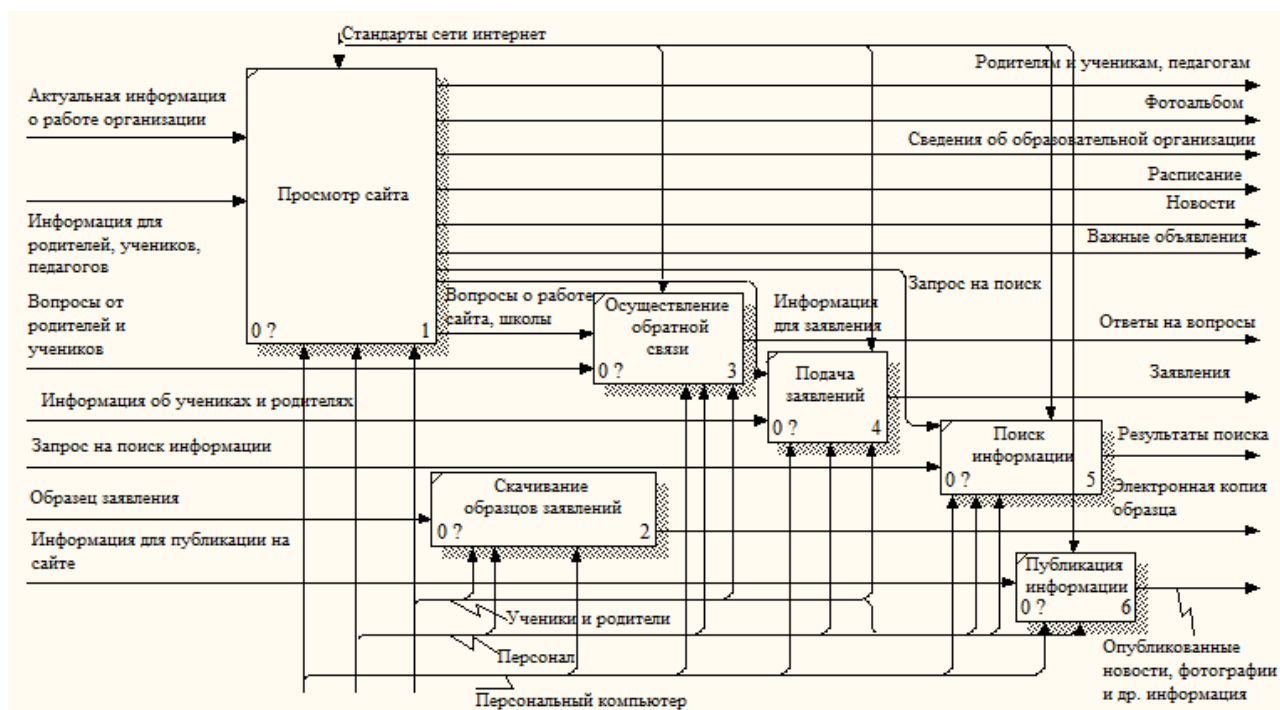 Стандарты сети интернет
Родителям и ученикам, педагогам
Актуальная информация
о работе организации
Фотоальбом
Сведения об образовательной организации
Просмотр сайта
0 ?
1
Расписание
Новости
Важные объявления
Информация для
родителей, учеников,
педагогов
Вопросы от
родителей и
учеников
Вопросы о работе
сайта, школы
Осуществление
обратной
связи
0 ?
3
Информация
для заявления
Запрос на поиск
Ответы на вопросы
Подача
заявлений
0 ?
4
Заявления
Информация об учениках и родителях
Запрос на поиск информации
Поиск
информации
0 ?
5
Результаты поиска
Образец заявления
Скачивание
образцов заявлений
0 ?
2
Электронная копия
образца
Информация для публикации на
сайте
Публикация
информации
0 ?
6
Ученики и родители
Персонал
Персональный компьютер
Опубликованные
новости, фотографии
и др. информация